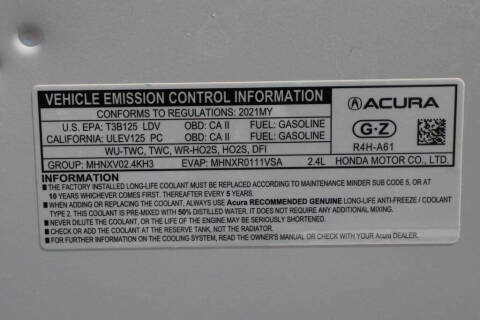 VEHICLE EMISSION CONTROL INFORMATION
CONFORMS TO REGULATIONS: 2021MY
U.S. EPA: T3B125 LDV OBD: CA II FUEL: GASOLINE
CALIFORNIA: ULEV125 PC OBD: CA II FUEL: GASOLINE
WU-TWC, TWC, WR-HO2S, HO2S, DFI
GROUP: MHNXV02.4KH3 EVAP: MHNXR0111VSA 2.4L
ACURA
G-Z
R4H-A61
HONDA MOTOR CO., LTD.
INFORMATION
■ THE FACTORY INSTALLED LONG-LIFE COOLANT MUST BE REPLACED ACCORDING TO MAINTENANCE MINDER SUB CODE 5, OR AT
10 YEARS WHICHEVER COMES FIRST. THEREAFTER EVERY 5 YEARS.
■ WHEN ADDING OR REPLACING THE COOLANT, ALWAYS USE Acura RECOMMENDED GENUINE LONG-LIFE ANTI-FREEZE / COOLANT
TYPE 2. THIS COOLANT IS PRE-MIXED WITH 50% DISTILLED WATER. IT DOES NOT REQUIRE ANY ADDITIONAL MIXING.
■ NEVER DILUTE THE COOLANT, OR THE LIFE OF THE ENGINE MAY BE SERIOUSLY SHORTENED.
■ CHECK OR ADD THE COOLANT AT THE RESERVE TANK, NOT THE RADIATOR.
■ FOR FURTHER INFORMATION ON THE COOLING SYSTEM, READ THE OWNER'S MANUAL OR CHECK WITH YOUR Acura DEALER.